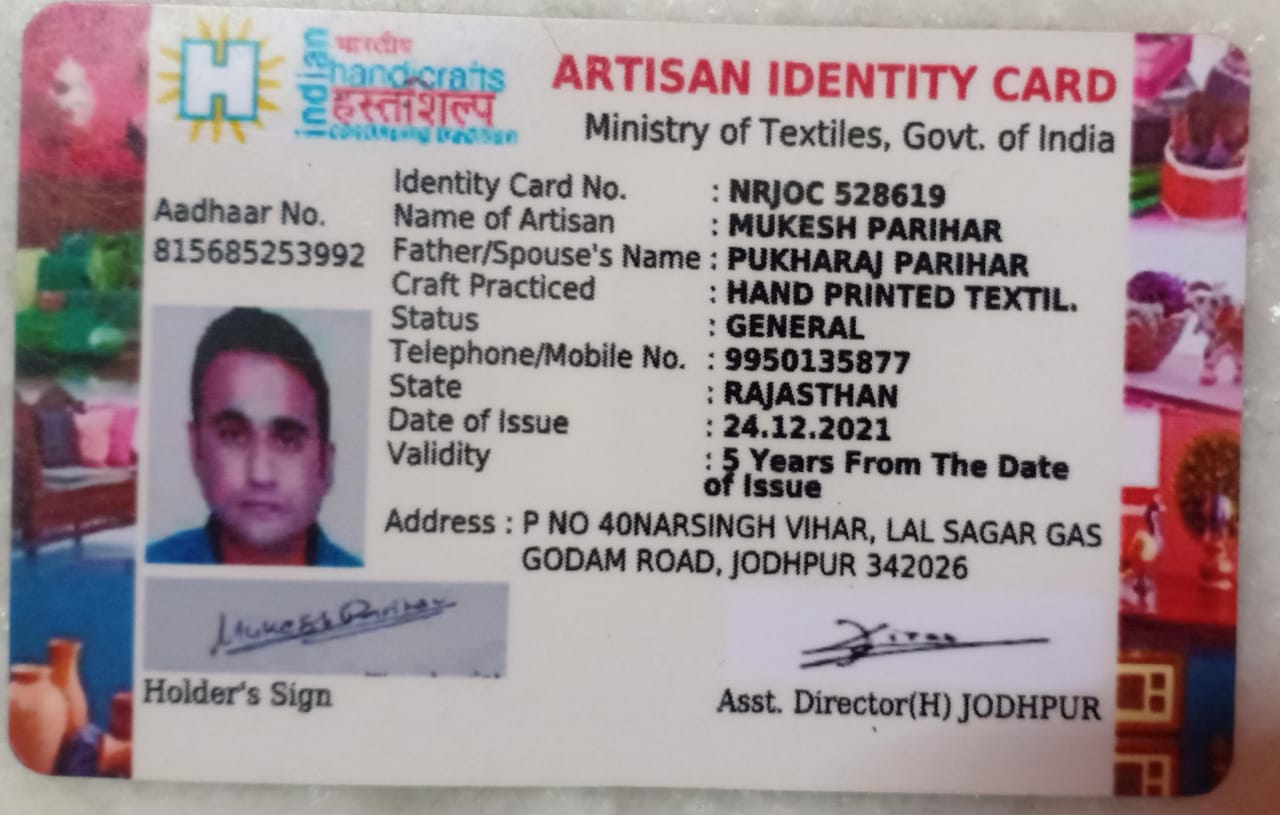 भारतीय
indian
handicrafts
हस्तशिल्प
ARTISAN IDENTITY CARD
Ministry of Textiles, Govt. of India
Aadhaar No.
815685253992
Identity Card No. : NRJOC 528619
Name of Artisan : MUKESH PARIHAR
Father/Spouse's Name : PUKHARAJ PARIHAR
Craft Practiced : HAND PRINTED TEXTIL.
Status : GENERAL
Telephone/Mobile No. : 9950135877
State : RAJASTHAN
Date of Issue : 24.12.2021
Validity : 5 Years From The Date
of Issue
Address : P NO 40NARSINGH VIHAR, LAL SAGAR GAS
GODAM ROAD, JODHPUR 342026
Mukesh Parihar
Holder's Sign
Asst. Director(H) JODHPUR